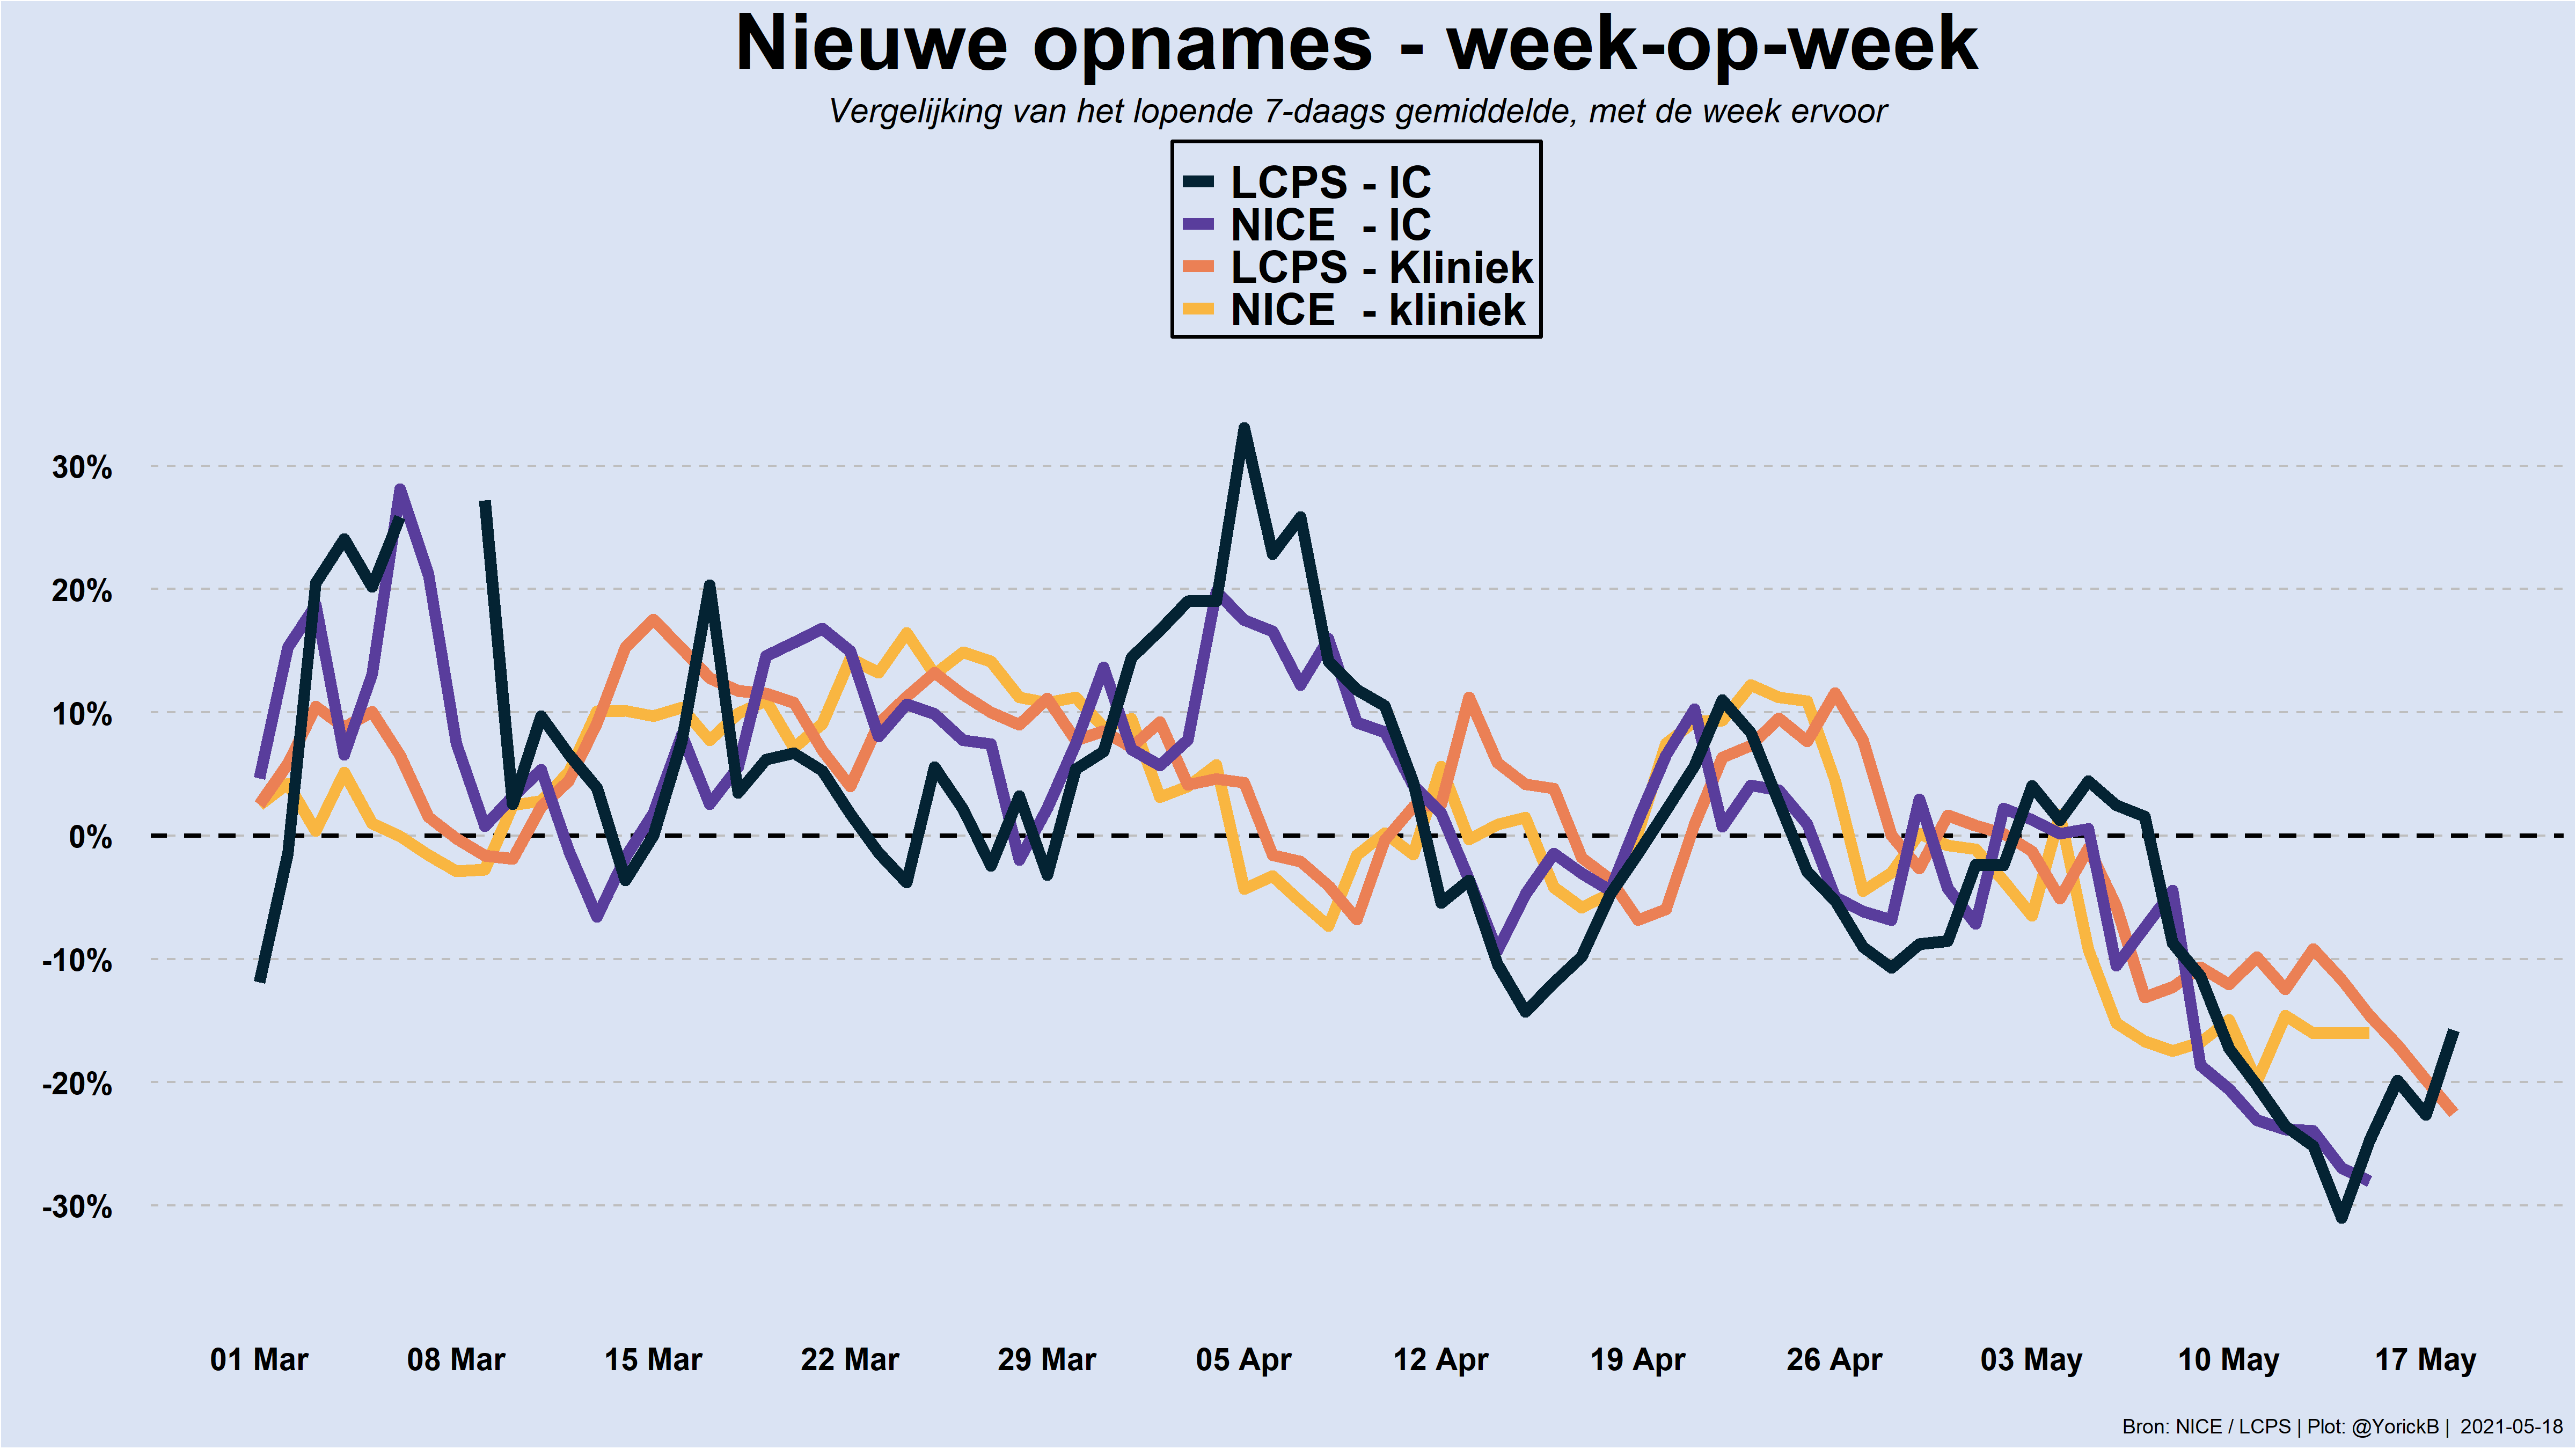 Nieuwe opnames - week-op-week
Vergelijking van het lopende 7-daags gemiddelde, met de week ervoor
LCPS - IC
NICE - IC
LCPS - Kliniek
NICE - kliniek
30%
20%
10%
0%
-10%
-20%
-30%
01 Mar 08 Mar 15 Mar 22 Mar 29 Mar 05 Apr 12 Apr 19 Apr 26 Apr 03 May 10 May 17 May
Bron: NICE / LCPS | Plot: @YorickB | 2021-05-18